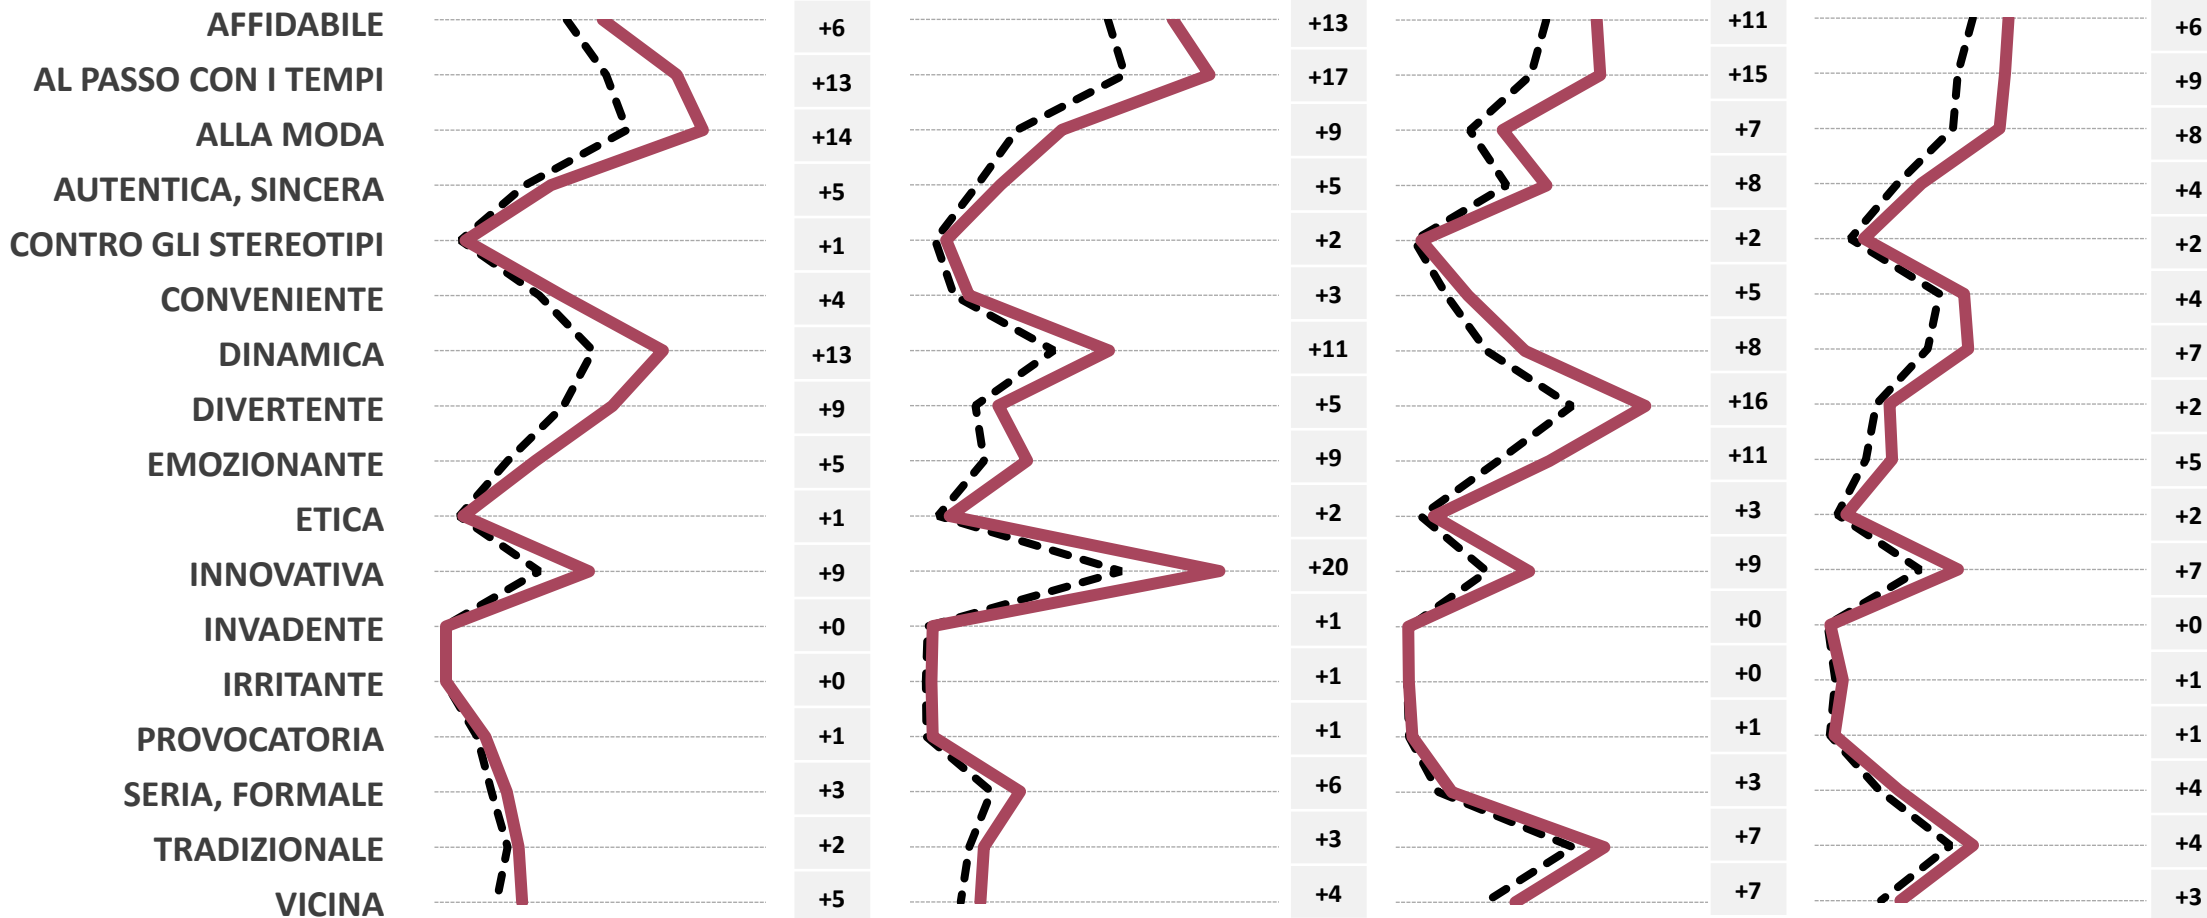 AFFIDABILE +6 +13 +11 +6
AL PASSO CON I TEMPI +13 +17 +15 +9
ALLA MODA +14 +9 +7 +8
AUTENTICA, SINCERA +5 +5 +8 +4
CONTRO GLI STEREOTIPI +1 +2 +2 +2
CONVENIENTE +4 +3 +5 +4
DINAMICA +13 +11 +8 +7
DIVERTENTE +9 +5 +16 +2
EMOZIONANTE +5 +9 +11 +5
ETICA +1 +2 +3 +2
INNOVATIVA +9 +20 +9 +7
INVADENTE +0 +1 +0 +0
IRRITANTE +0 +1 +0 +1
PROVOCATORIA +1 +1 +1 +1
SERIA, FORMALE +3 +6 +3 +4
TRADIZIONALE +2 +3 +7 +4
VICINA +5 +4 +7 +3